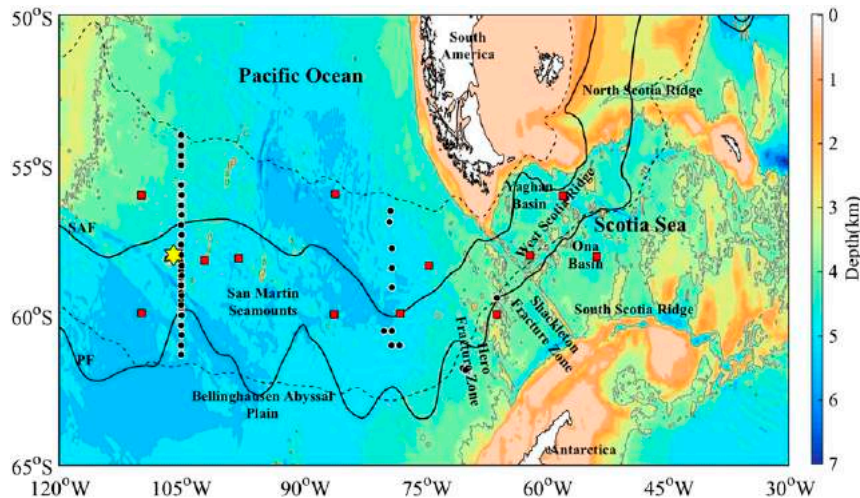 50°S
55°S
60°S
65°S
120°W
105°W
90°W
75°W
60°W
45°W
30°W
Pacific Ocean
South
America
North Scotia Ridge
Yaghan
Basin
West Scotia Ridge
Scotia Sea
Ona
Basin
SAF
San Martin
Seamounts
PF
Bellinghausen Abyssal
Plain
Hero
Fracture Zone
Shackleton
Fracture Zone
South Scotia Ridge
Antarctica
0
1
2
3
4
5
6
7
Depth(km)